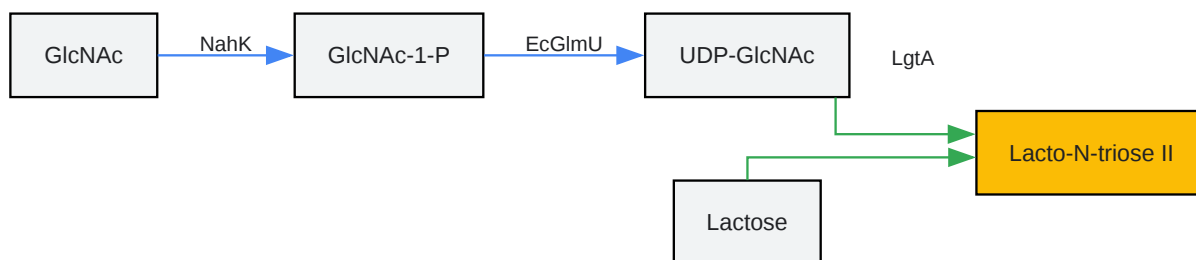 GlcNAc
NahK
GlcNAc-1-P
EcGlmU
UDP-GlcNAc
LgtA
Lacto-N-triose II
Lactose